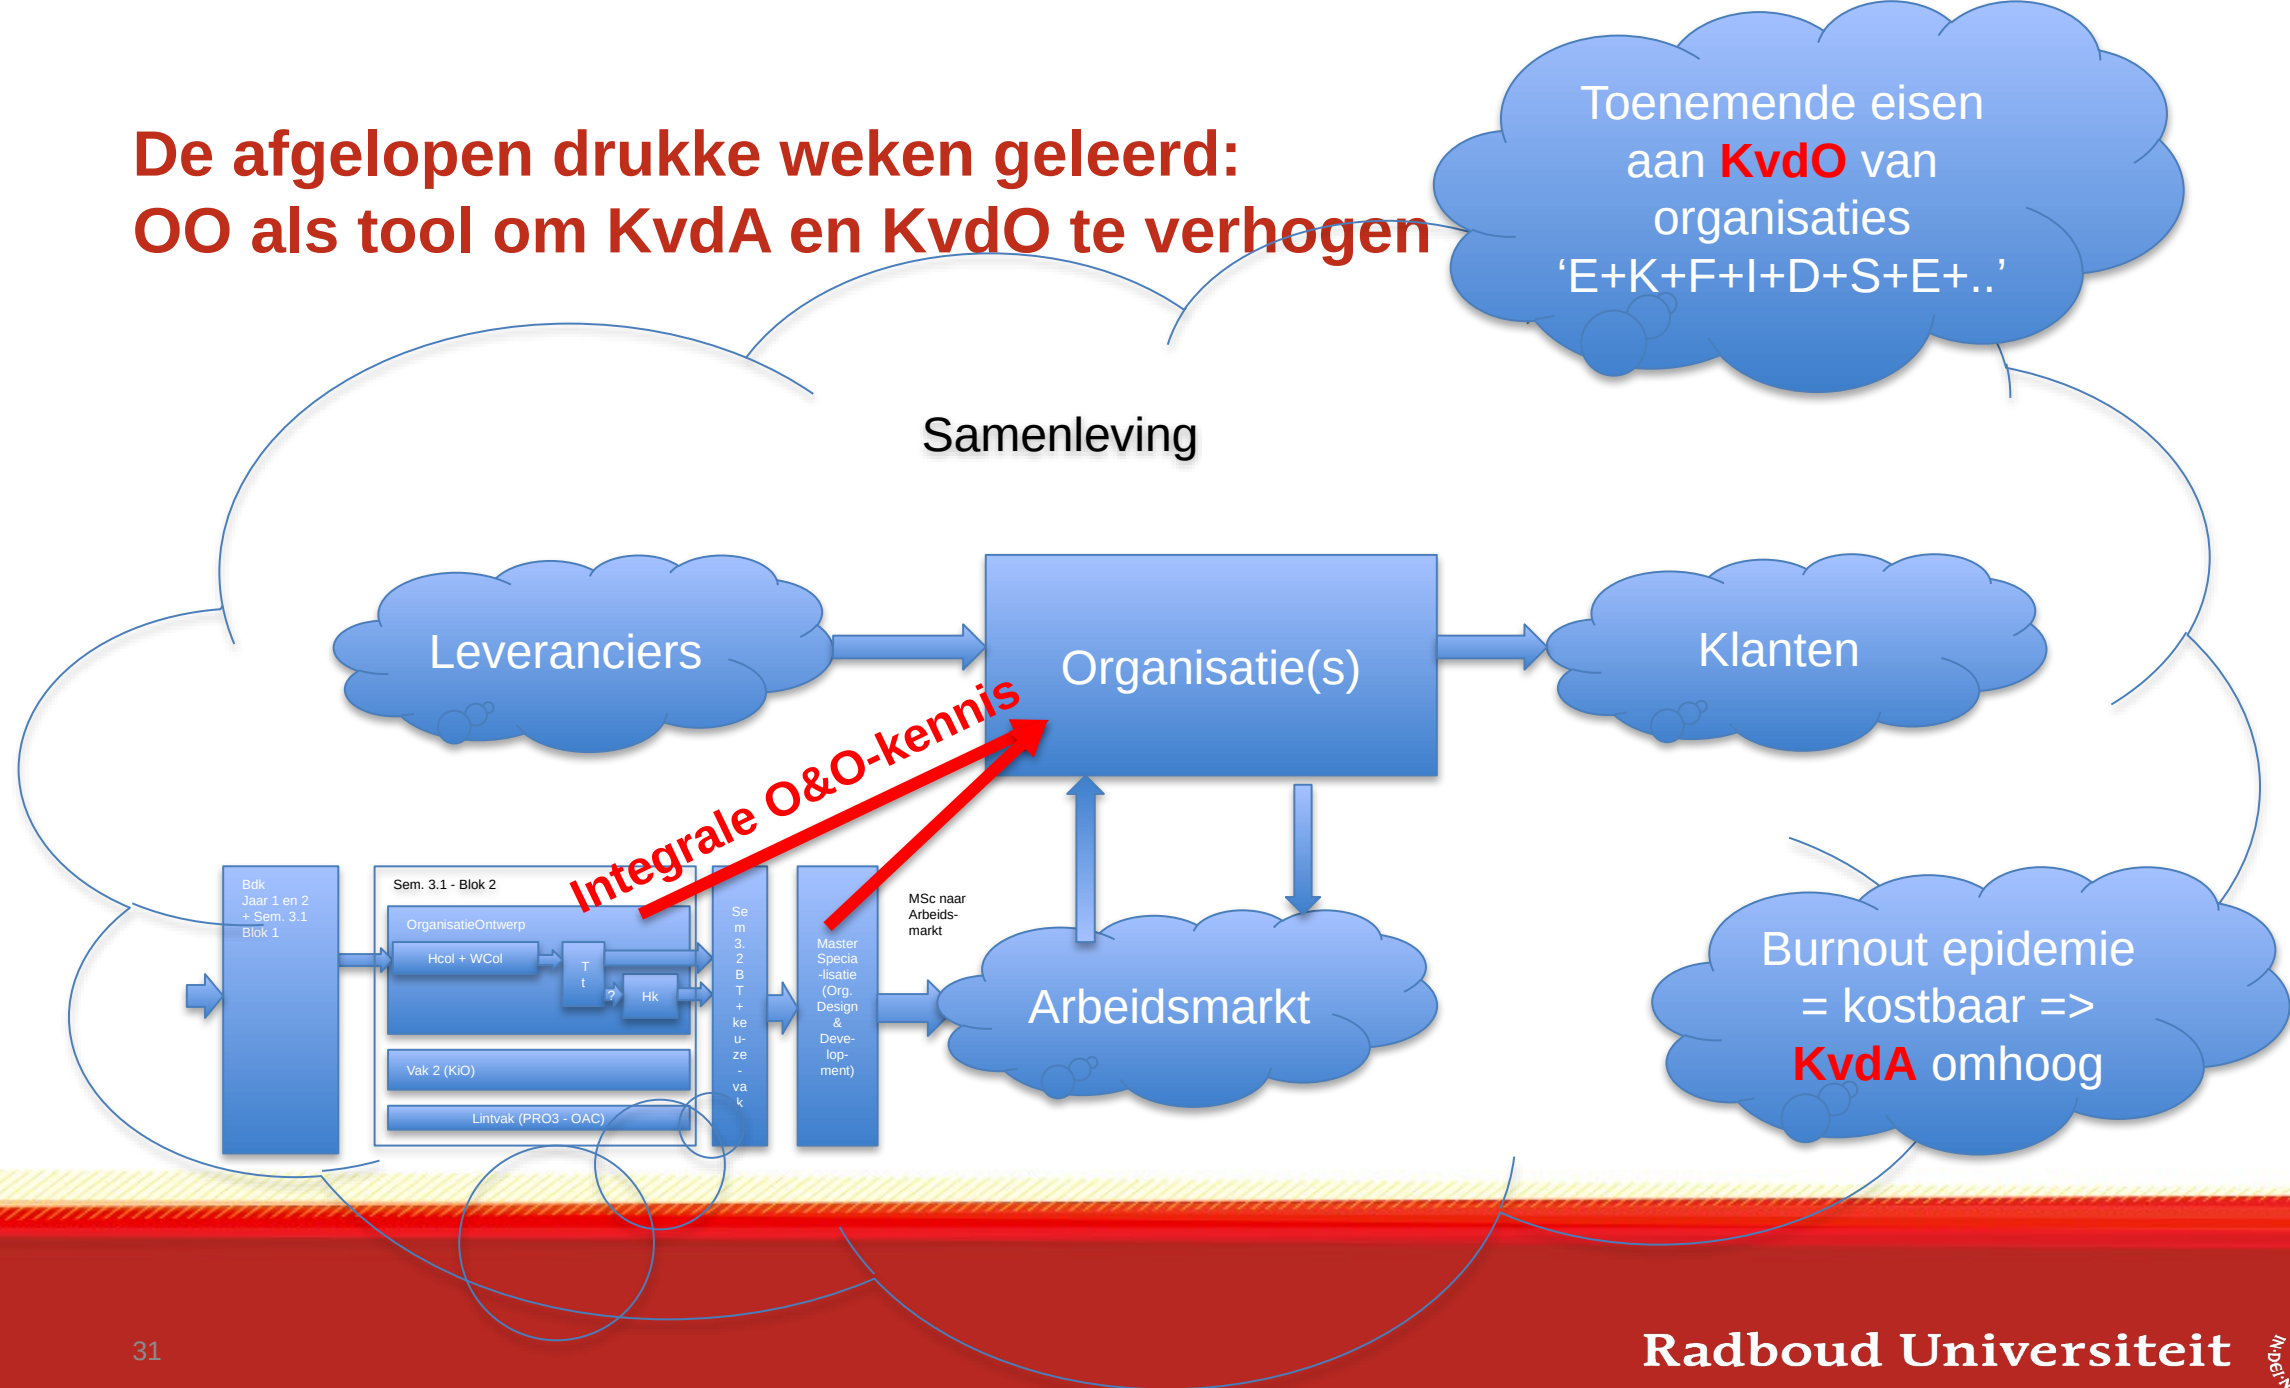 De afgelopen drukke weken geleerd:
OO als tool om KvdA en KvdO te verhogen
Toenemende eisen
aan KvdO van
organisaties
‘E+K+F+I+D+S+E+..’
Samenleving
Leveranciers
Organisatie(s)
Klanten
Integrale O&O-kennis
Bdk
Jaar 1 en 2
+ Sem. 3.1
Blok 1
Sem. 3.1 - Blok 2
OrganisatieOntwerp
Hcol + WCol
T
t
?
Hk
Vak 2 (KiO)
Lintvak (PRO3 - OAC)
Se
m
3.
2
B
T
+
ke
u-
ze
-
va
k
Master
Specia
-lisatie
(Org.
Design
&
Deve-
lop-
ment)
MSc naar
Arbeids-
markt
Arbeidsmarkt
Burnout epidemie
= kostbaar =>
KvdA omhoog
31
Radboud Universiteit